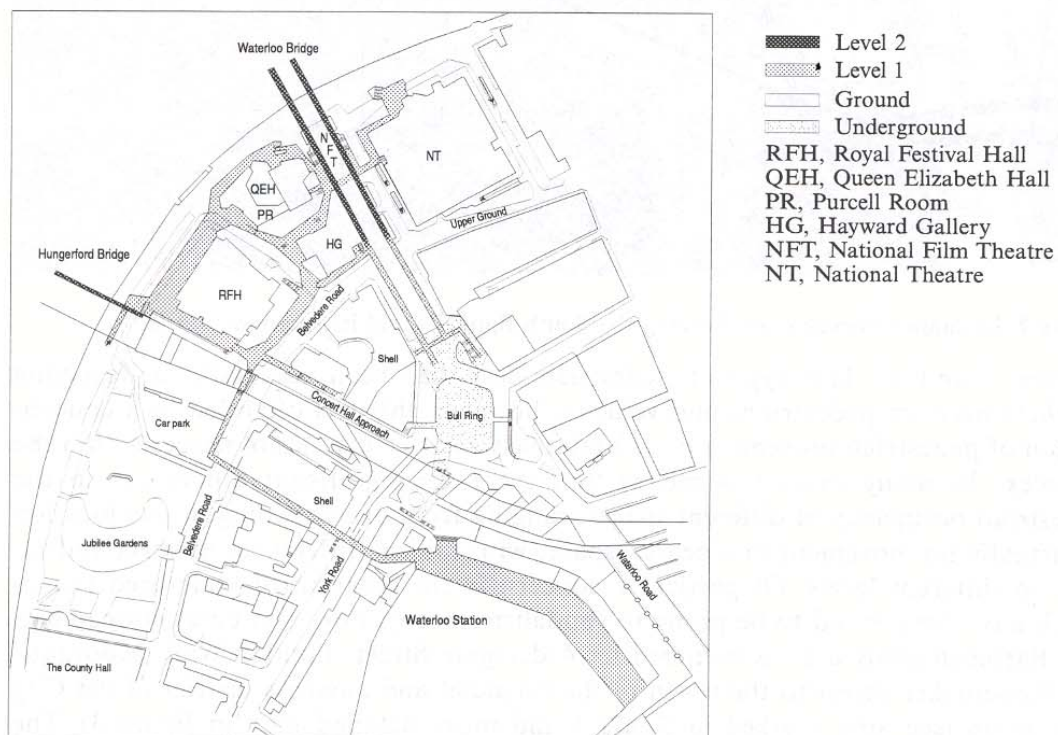 Waterloo Bridge
N
F
T
NT
QEH
PR
HG
Upper Ground
Hungerford Bridge
RFH
Belvedere Road
Shell
Concert Hall Approach
Bull Ring
Car park
Shell
Belvedere Road
Jubilee Gardens
York Road
Waterloo Road
Waterloo Station
The County Hall
Level 2
Level 1
Ground
Underground
RFH, Royal Festival Hall
QEH, Queen Elizabeth Hall
PR, Purcell Room
HG, Hayward Gallery
NFT, National Film Theatre
NT, National Theatre